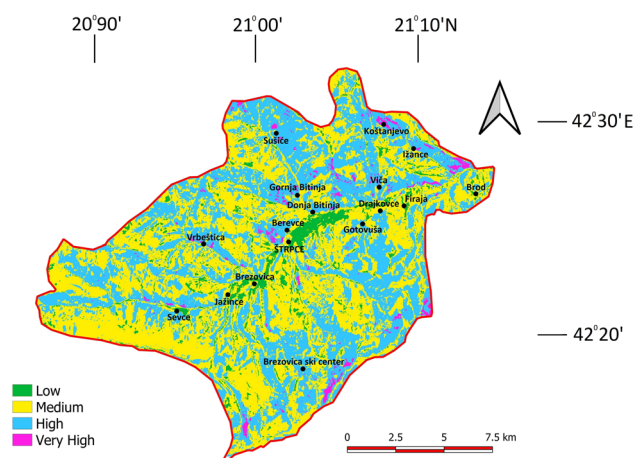 20°90'
21°00'
21°10'
42°30' E
42°20'
Sušiće
Koštanjevo
Ižance
Viča
Brod
Gornja Bitinja
Donja Bitinja
Drajkovce
Firaja
Berevce
Gotovuša
Vrbeštica
ŠTRPCE
Brezovica
Jažince
Sevce
Brezovica ski center
Low
Medium
High
Very High
0 2.5 5 7.5 km